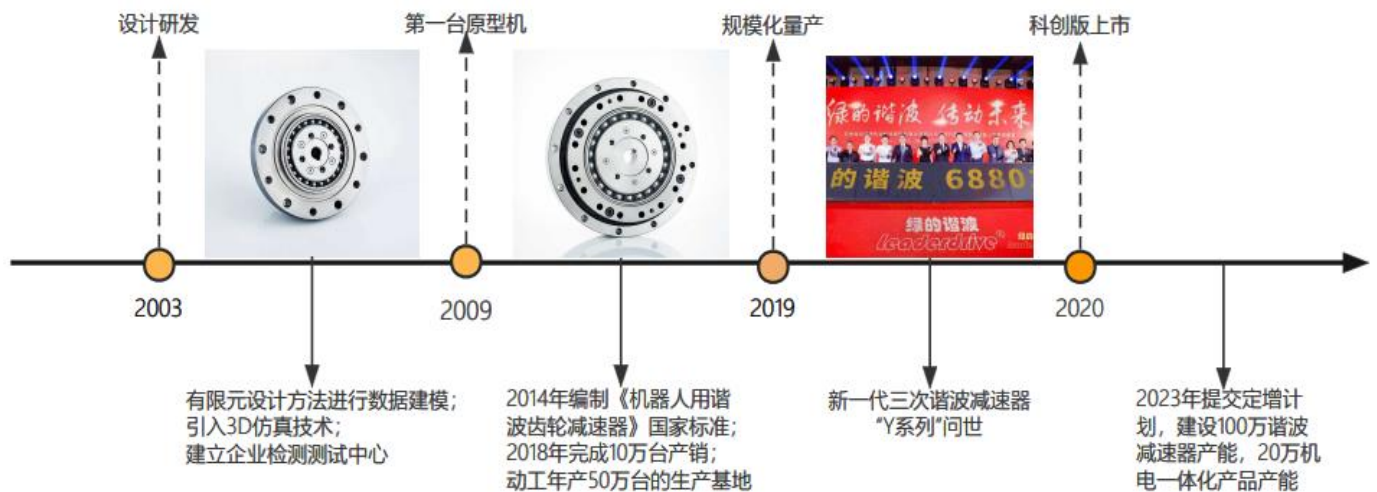 设计研发
第一台原型机
规模化量产
科创版上市
绿的谐波 传动未来
的谐波 6880
绿的谐波
Leaderdrive
2003
2009
2019
2020
有限元设计方法进行数据建模；
引入3D仿真技术；
建立企业检测测试中心
2014年编制《机器人用谐
波齿轮减速器》国家标准；
2018年完成10万台产销；
动工年产50万台的生产基地
新一代三次谐波减速器
“Y系列”问世
2023年提交定增计
划，建设100万谐波
减速器产能，20万机
电一体化产品产能